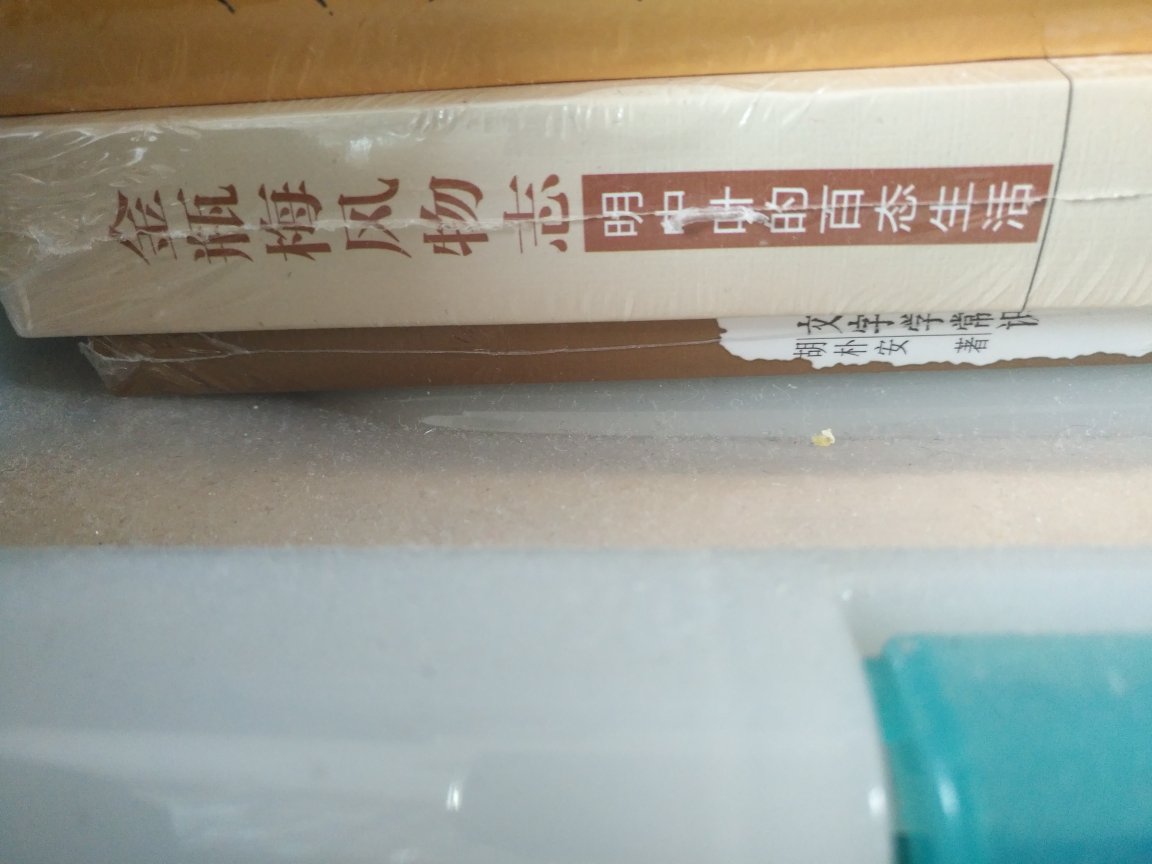 金瓶梅风物志
明中叶的百态生活
文字学常识
胡朴安 著